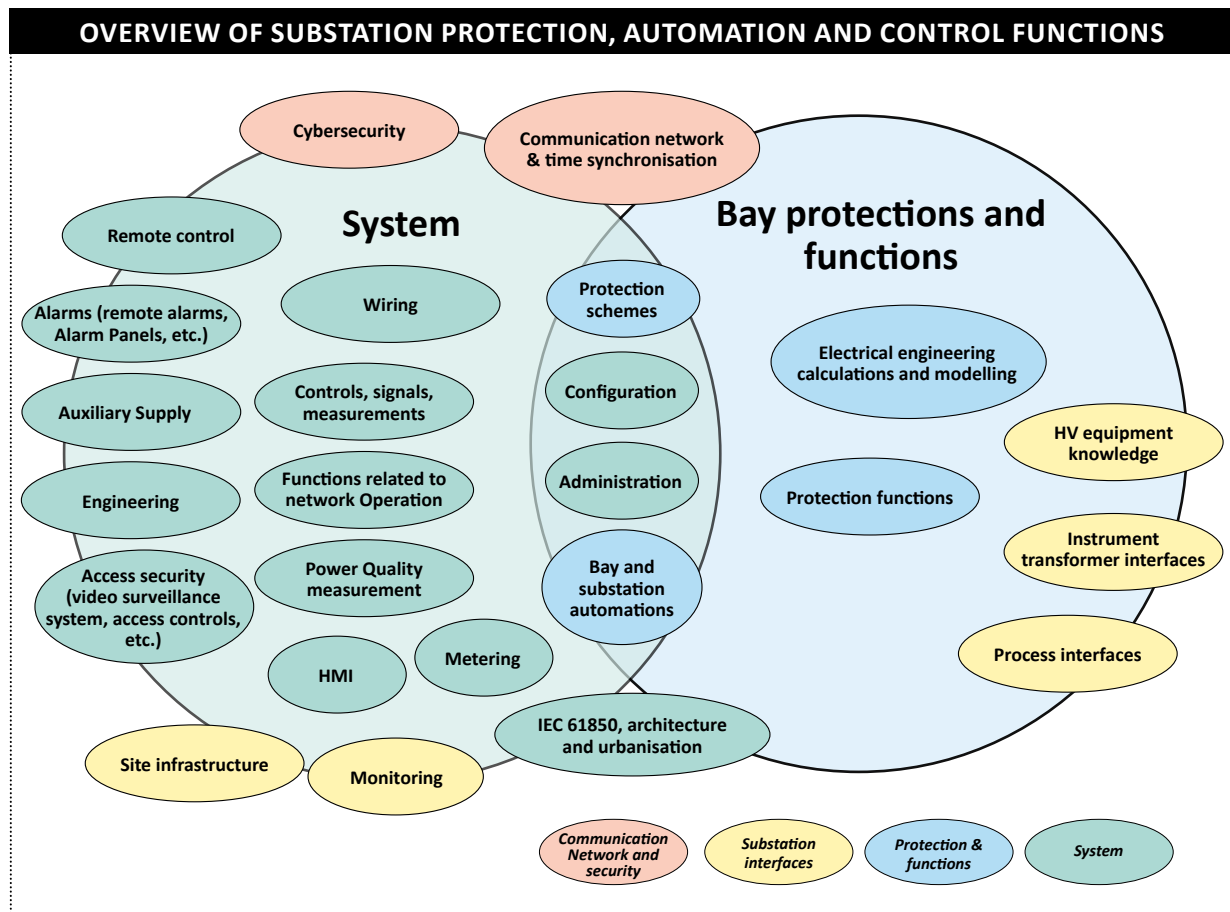 OVERVIEW OF SUBSTATION PROTECTION, AUTOMATION AND CONTROL FUNCTIONS
Cybersecurity
Communication network
& time synchronisation
System
Bay protections and
functions
Remote control
Wiring
Protection
schemes
Alarms (remote alarms,
Alarm Panels, etc.)
Electrical engineering
calculations and modelling
Controls, signals,
measurements
Configuration
Auxiliary Supply
HV equipment
knowledge
Functions related to
network Operation
Administration
Engineering
Protection functions
Instrument
transformer interfaces
Power Quality
measurement
Bay and
substation
automations
Access security
(video surveillance
system, access controls,
etc.)
Process interfaces
HMI
Metering
IEC 61850, architecture
and urbanisation
Site infrastructure
Monitoring
Communication
Network and
security
Substation
interfaces
Protection &
functions
System